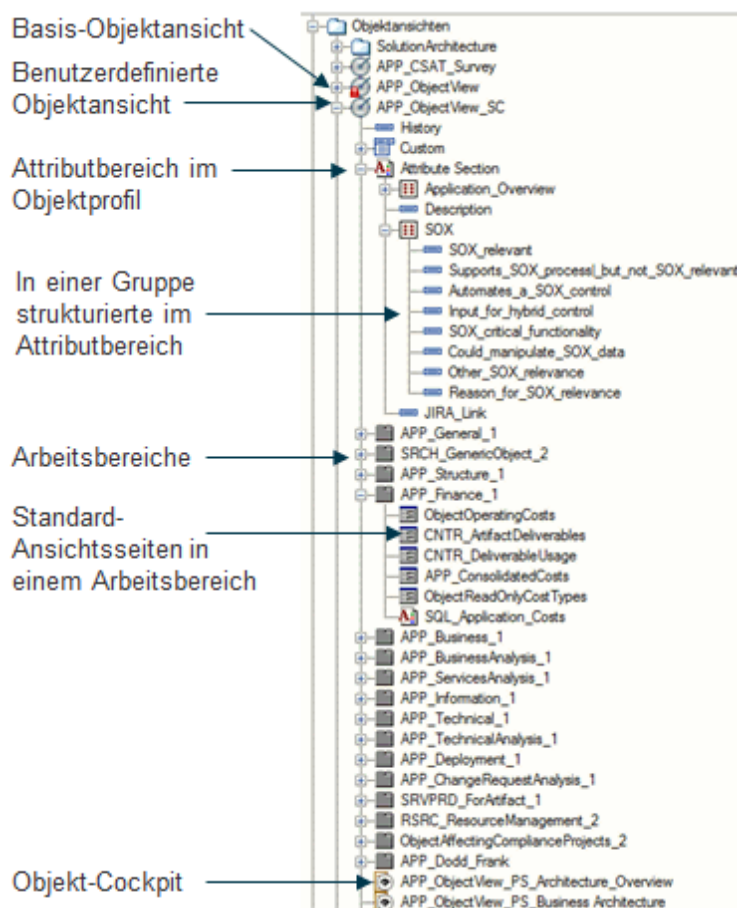 Basis-Objektansicht
Benutzerdefinierte
Objektansicht
Attributbereich im
Objektprofil
In einer Gruppe
strukturierte im
Attributbereich
Arbeitsbereiche
Standard-
Ansichtsseiten in
einem Arbeitsbereich
Objekt-Cockpit
Objektansichten
SolutionArchitecture
APP_CSAT_Survey
APP_ObjectView
APP_ObjectView_SC
History
Custom
Attribute Section
Application_Overview
Description
SOX
SOX_relevant
Supports_SOX_process|_but_not_SOX_relevant
Automates_a_SOX_control
Input_for_hybrid_control
SOX_critical_functionality
Could_manipulate_SOX_data
Other_SOX_relevance
Reason_for_SOX_relevance
JIRA_Link
APP_General_1
SRCH_GenericObject_2
APP_Structure_1
APP_Finance_1
ObjectOperatingCosts
CNTR_ArtifactDeliverables
CNTR_DeliverableUsage
APP_ConsolidatedCosts
ObjectReadOnlyCostTypes
SQL_Application_Costs
APP_Business_1
APP_BusinessAnalysis_1
APP_ServicesAnalysis_1
APP_Information_1
APP_Technical_1
APP_TechnicalAnalysis_1
APP_Deployment_1
APP_ChangeRequestAnalysis_1
SRVPRD_ForArtifact_1
RSRC_ResourceManagement_2
ObjectAffectingComplianceProjects_2
APP_Dodd_Frank
APP_ObjectView_PS_Architecture_Overview
APP_ObjectView_PS_Business Architecture